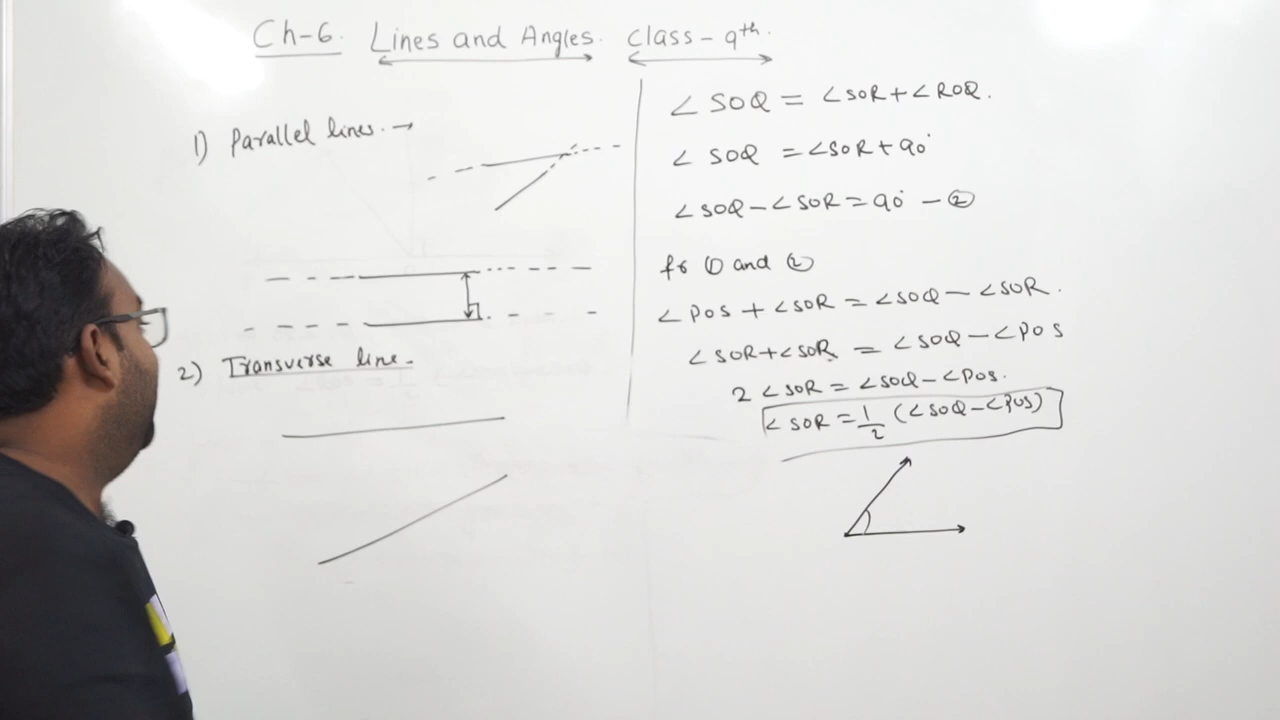 Ch-6. Lines and Angles. Class - 9th.
1) Parallel lines. →
2) Transverse line.
∠SOQ = ∠SOR + ∠ROQ.
∠SOQ = ∠SOR + 90°
∠SOQ - ∠SOR = 90° - ②
fr ① and ②
∠POS + ∠SOR = ∠SOQ - ∠SOR.
∠SOR + ∠SOR = ∠SOQ - ∠POS
2 ∠SOR = ∠SOQ - ∠POS.
∠SOR = 1/2 (∠SOQ - ∠POS)